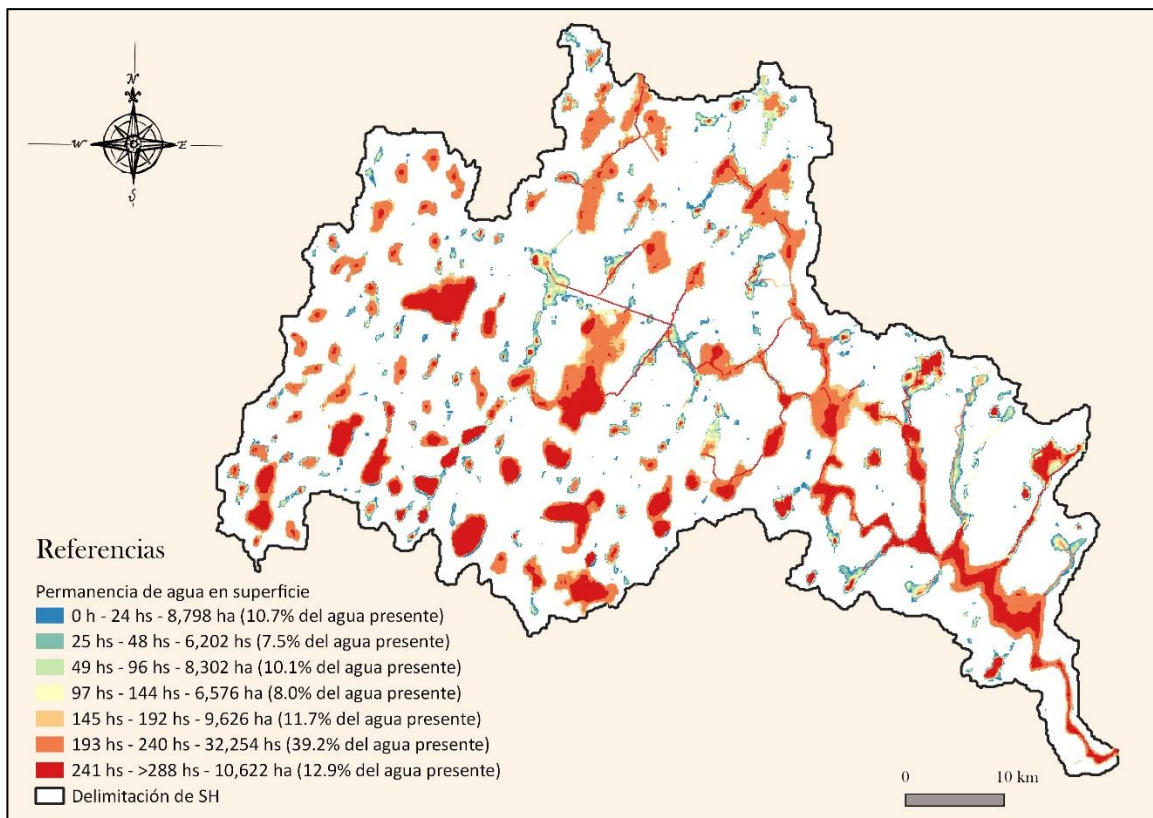 N
W E
S
Referencias
Permanencia de agua en superficie
0 h - 24 hs - 8,798 ha (10.7% del agua presente)
25 hs - 48 hs - 6,202 hs (7.5% del agua presente)
49 hs - 96 hs - 8,302 ha (10.1% del agua presente)
97 hs - 144 hs - 6,576 ha (8.0% del agua presente)
145 hs - 192 hs - 9,626 ha (11.7% del agua presente)
193 hs - 240 hs - 32,254 hs (39.2% del agua presente)
241 hs - >288 hs - 10,622 ha (12.9% del agua presente)
Delimitación de SH
0 10 km